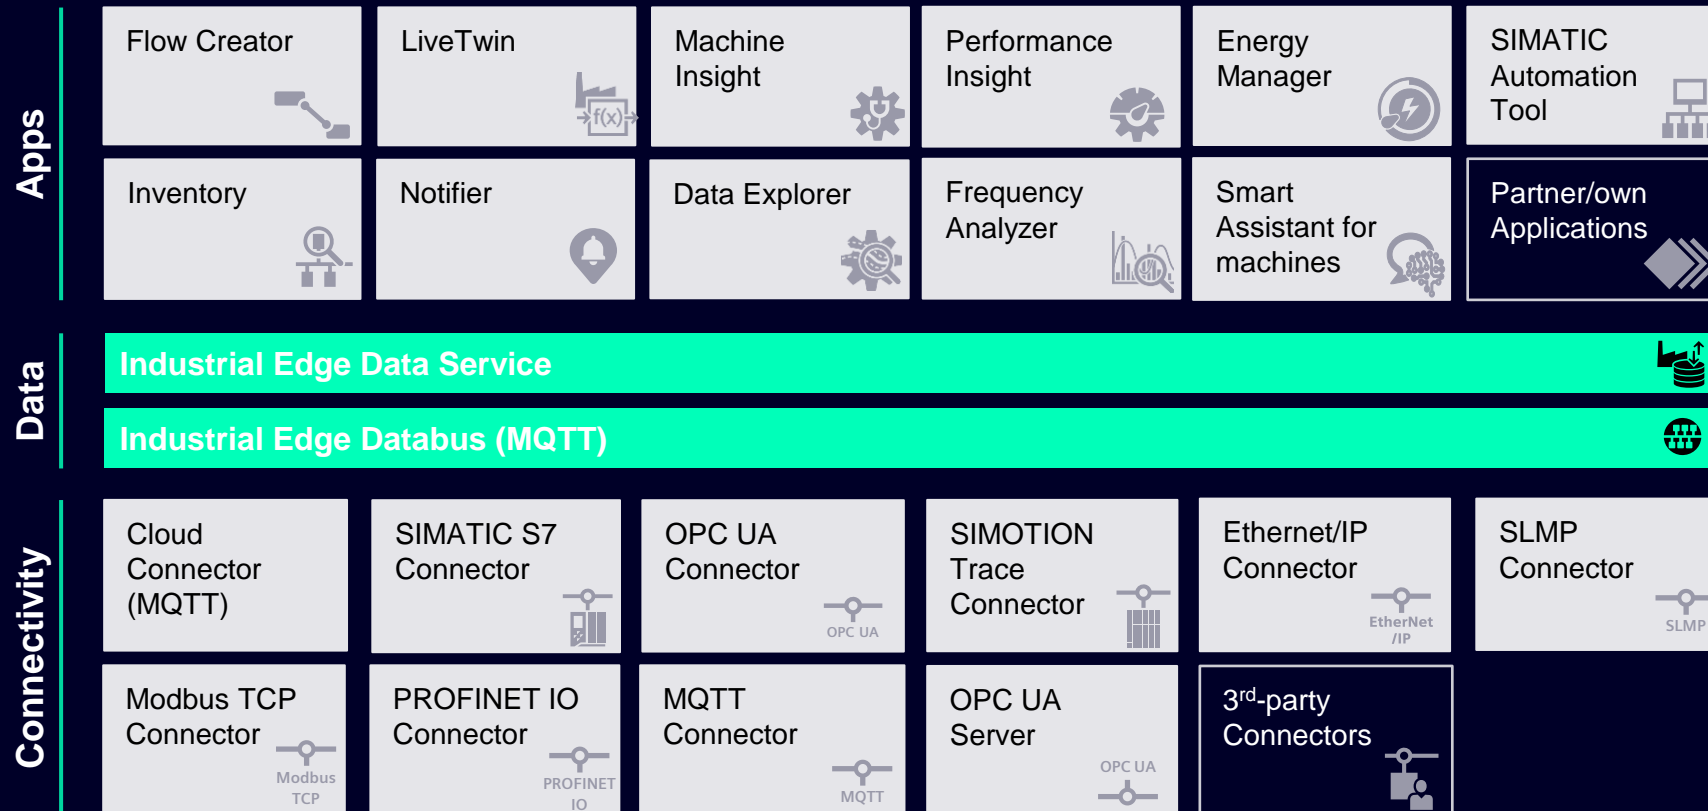 Apps
Flow Creator
LiveTwin
Machine
Insight
Performance
Insight
Energy
Manager
SIMATIC
Automation
Tool
f(x)
Inventory
Notifier
Data Explorer
Frequency
Analyzer
Smart
Assistant for
machines
Partner/own
Applications
Data
Industrial Edge Data Service
Industrial Edge Databus (MQTT)
Connectivity
Cloud
Connector
(MQTT)
SIMATIC S7
Connector
OPC UA
Connector
OPC UA
SIMOTION
Trace
Connector
Ethernet/IP
Connector
EtherNet
/IP
SLMP
Connector
SLMP
Modbus TCP
Connector
Modbus
TCP
PROFINET IO
Connector
PROFINET
IO
MQTT
Connector
MQTT
OPC UA
Server
OPC UA
3rd-party
Connectors